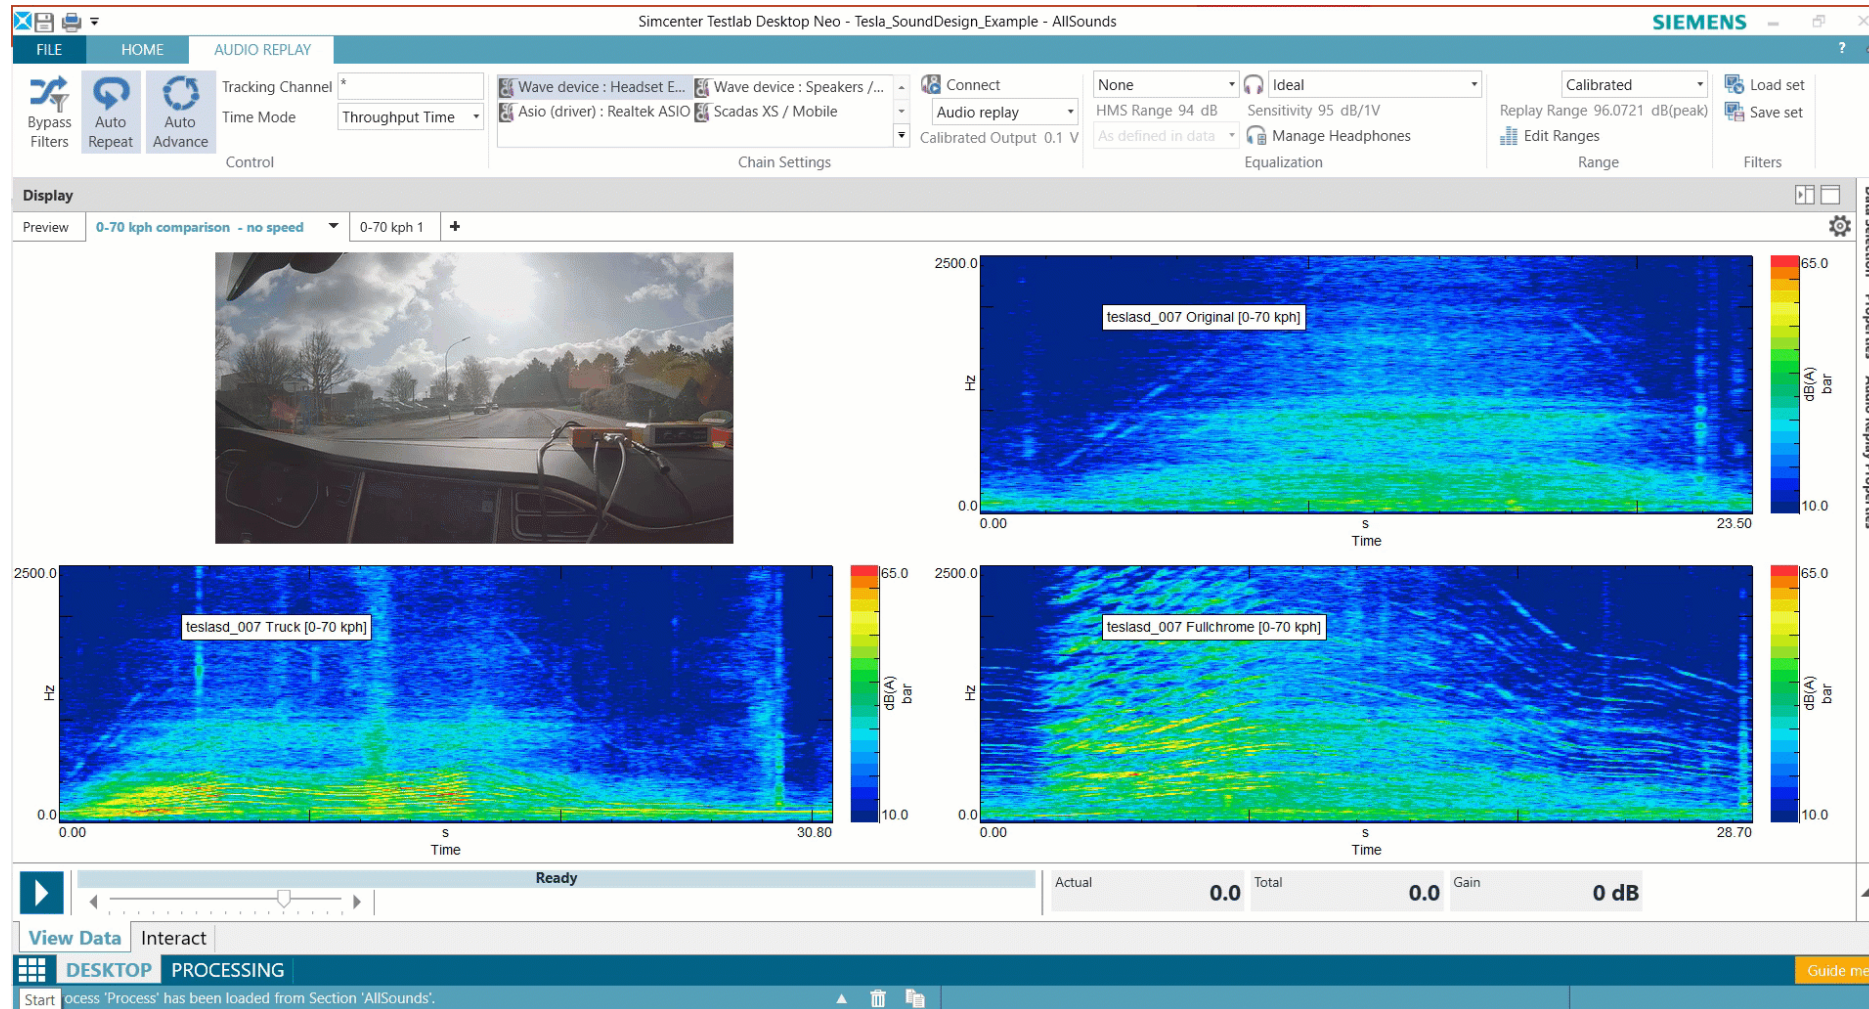 Simcenter Testlab Desktop Neo - Tesla_SoundDesign_Example - AllSounds
SIEMENS
FILE HOME AUDIO REPLAY ?
Bypass Filters
Auto Repeat
Auto Advance
Tracking Channel *
Time Mode Throughput Time
Control
Wave device : Headset E... Wave device : Speakers /...
Asio (driver) : Realtek ASIO Scadas XS / Mobile
Chain Settings
Connect
Audio replay
Calibrated Output 0.1 V
None Ideal
HMS Range 94 dB Sensitivity 95 dB/1V
As defined in data Manage Headphones
Equalization
Calibrated
Replay Range 96.0721 dB(peak)
Edit Ranges
Range
Load set
Save set
Filters
Display
Preview 0-70 kph comparison - no speed 0-70 kph 1 +
2500.0
teslasd_007 Original [0-70 kph]
Hz
0.0
0.00 s 23.50
Time
65.0
dB(A)
bar
10.0
2500.0
teslasd_007 Truck [0-70 kph]
Hz
0.0
0.00 s 30.80
Time
65.0
dB(A)
bar
10.0
2500.0
teslasd_007 Fullchrome [0-70 kph]
Hz
0.0
0.00 s 28.70
Time
65.0
dB(A)
bar
10.0
Properties
Audio Replay Properties
Ready
Actual 0.0 Total 0.0 Gain 0 dB
View Data Interact
DESKTOP PROCESSING
Guide me
Start ocess 'Process' has been loaded from Section 'AllSounds'.